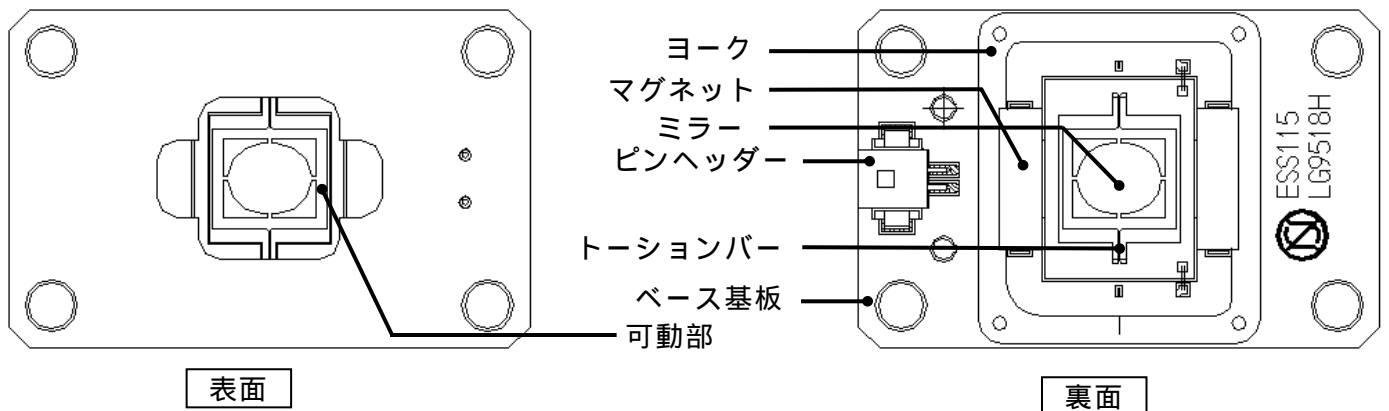 ヨーク
マグネット
ミラー
ピンヘッダー
トーションバー
ベース基板
可動部
ESS115
LG9518H
表面
裏面